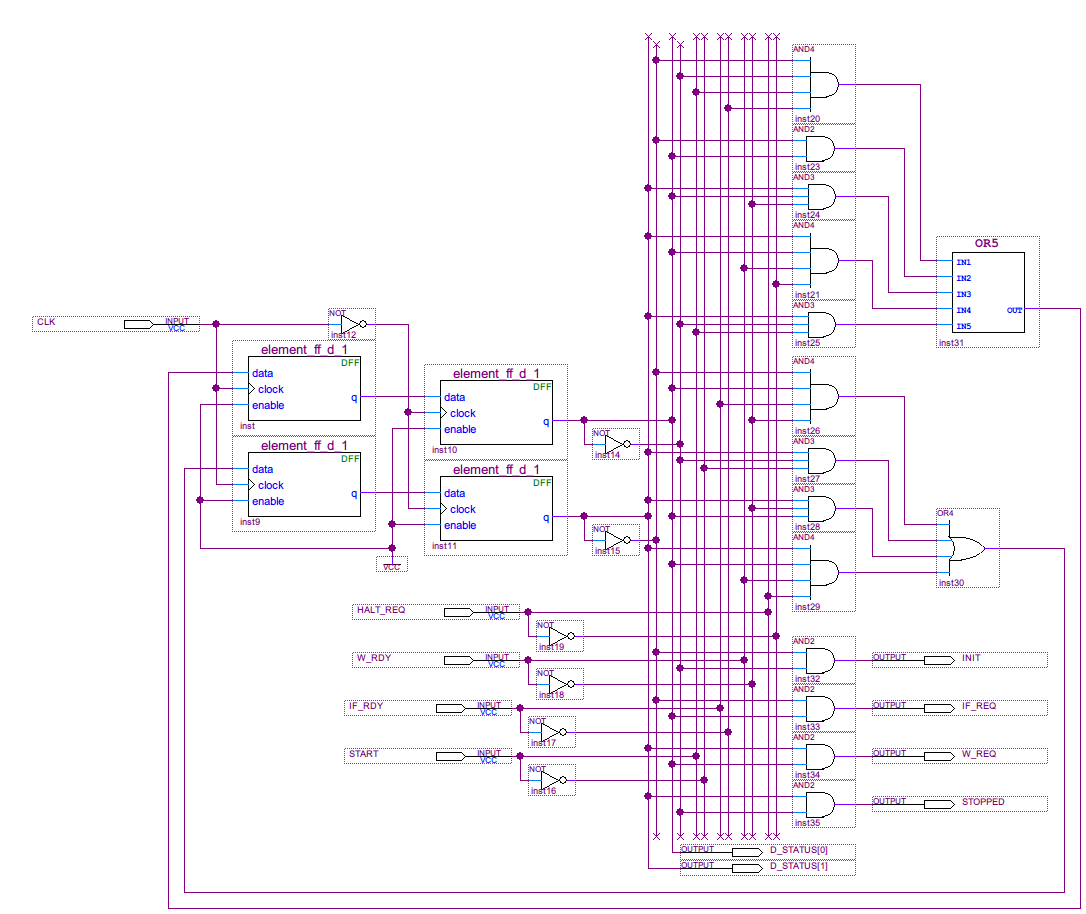 AND4
inst20
AND2
inst23
AND3
inst24
AND4
inst21
AND3
inst25
OR5
IN1
IN2
IN3
IN4
IN5
OUT
inst31
CLK
INPUT
VCC
NOT
inst12
element_ff_d_1
DFF
data
clock
enable
q
inst
element_ff_d_1
DFF
data
clock
enable
q
inst10
element_ff_d_1
DFF
data
clock
enable
q
inst9
element_ff_d_1
DFF
data
clock
enable
q
inst11
NOT
inst14
NOT
inst15
VCC
AND4
inst26
AND3
inst27
AND3
inst28
AND4
inst29
OR4
inst30
HALT_REQ
INPUT
VCC
NOT
inst19
W_RDY
INPUT
VCC
NOT
inst18
IF_RDY
INPUT
VCC
NOT
inst17
START
INPUT
VCC
NOT
inst16
AND2
inst32
OUTPUT
INIT
AND2
inst33
OUTPUT
IF_REQ
AND2
inst34
OUTPUT
W_REQ
AND2
inst35
OUTPUT
STOPPED
OUTPUT
D_STATUS[0]
OUTPUT
D_STATUS[1]